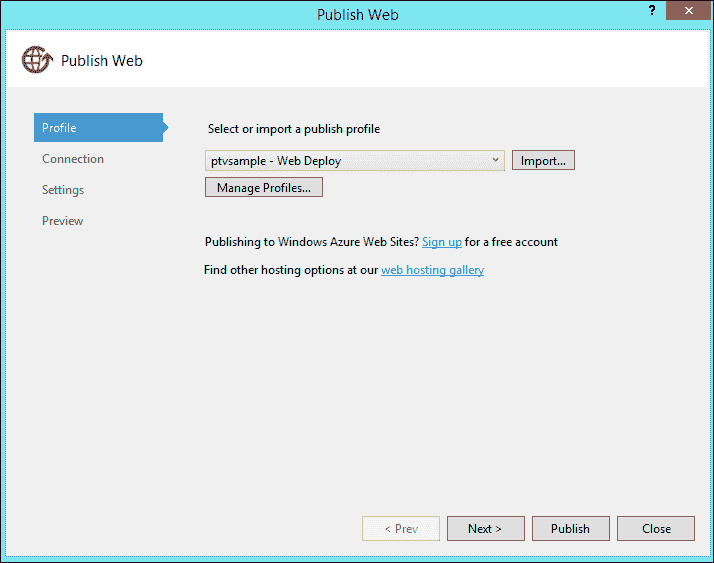 Publish Web
?
Publish Web
Profile
Connection
Settings
Preview
Select or import a publish profile
ptvsample - Web Deploy
Import...
Manage Profiles...
Publishing to Windows Azure Web Sites? Sign up for a free account
Find other hosting options at our web hosting gallery
< Prev
Next >
Publish
Close